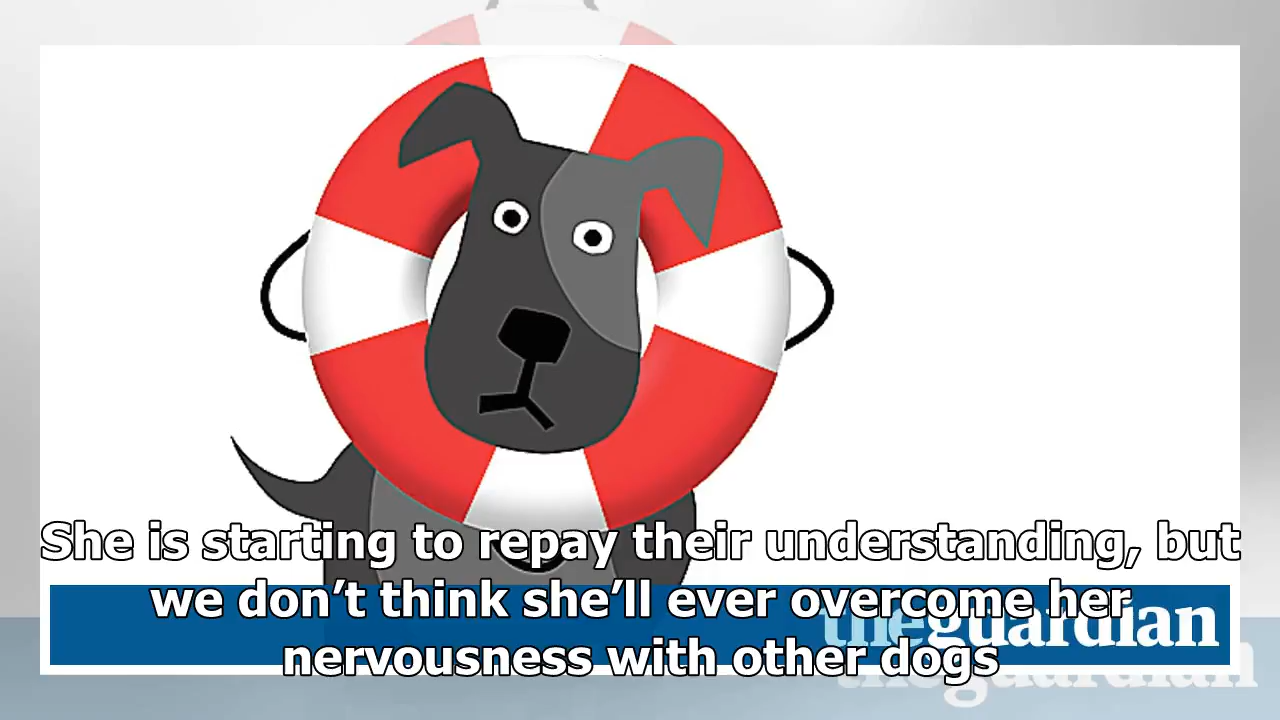 She is starting to repay their understanding, but
we don’t think she’ll ever overcome her
nervousness with other dogs
theguardian
theguardian